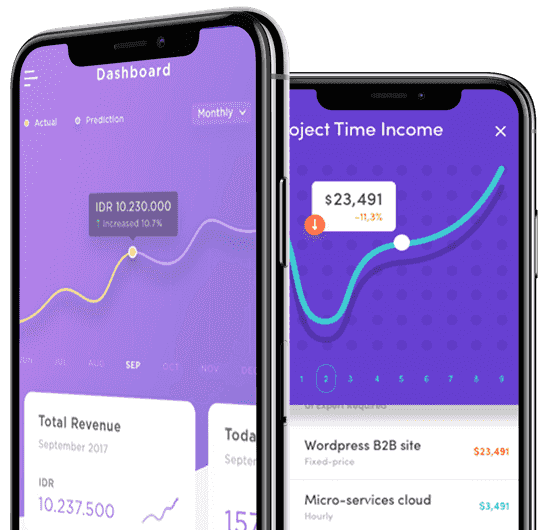 Dashboard
Actual
Prediction
Monthly
IDR 10.230.000
↑ Increased 10.7%
JUN JUL AUG SEP OCT NOV DEC
Total Revenue
September 2017
IDR
10.237.500
Toda
Septe
157
oject Time Income
×
$23,491
-11,3%
1 2 3 4 5 6 7 8 9
UI Expert Required
Wordpress B2B site
Fixed-price
$23,491
Micro-services cloud
Hourly
$3,491